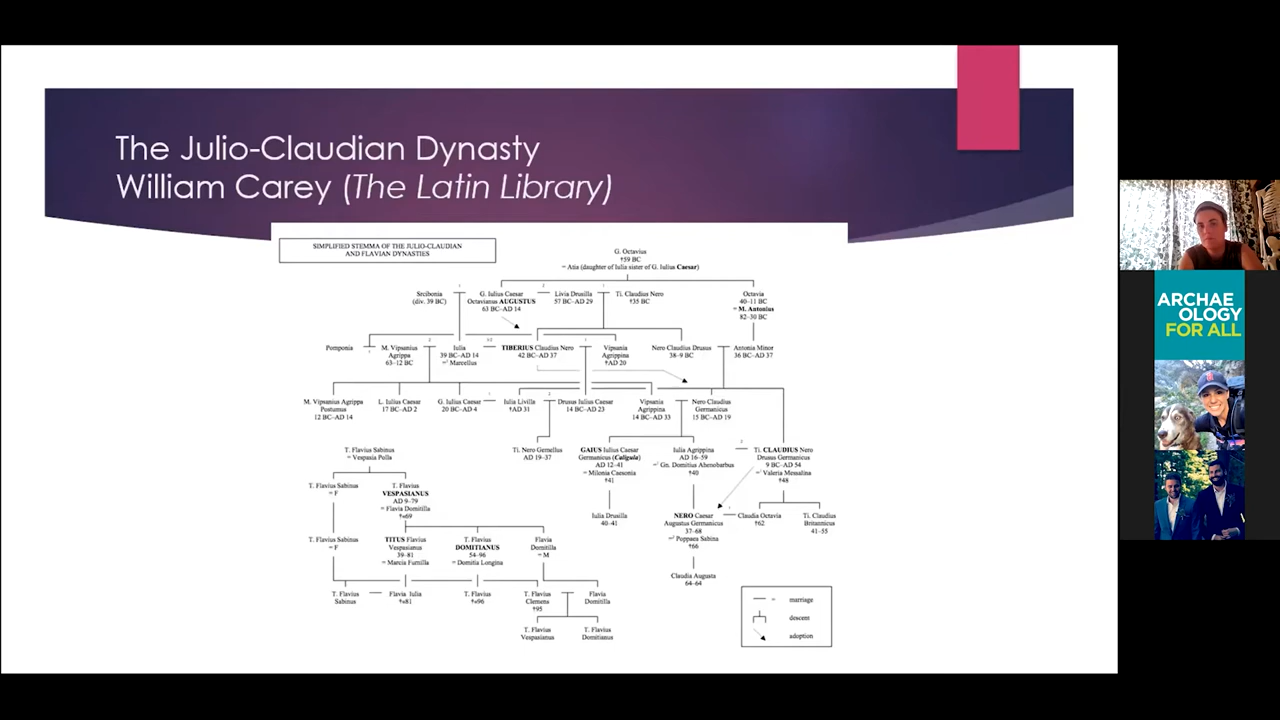 The Julio-Claudian Dynasty
William Carey (The Latin Library)
SIMPLIFIED STEMMA OF THE JULIO-CLAUDIAN
AND FLAVIAN DYNASTIES
G. Octavius
†59 BC
= Atia (daughter of Iulia sister of G. Iulius Caesar)
Scribonia
(div. 39 BC)
G. Iulius Caesar
Octavianus AUGUSTUS
63 BC–AD 14
Livia Drusilla
57 BC–AD 29
Ti. Claudius Nero
†35 BC
Octavia
40–11 BC
= M. Antonius
82–30 BC
Pomponia
M. Vipsanius
Agrippa
63–12 BC
Iulia
39 BC–AD 14
=¹ Marcellus
TIBERIUS Claudius Nero
42 BC–AD 37
Vipsania
Agrippina
†AD 20
Nero Claudius Drusus
38–9 BC
Antonia Minor
36 BC–AD 37
M. Vipsanius Agrippa
Postumus
12 BC–AD 14
L. Iulius Caesar
17 BC–AD 2
G. Iulius Caesar
20 BC–AD 4
Iulia Livilla
†AD 31
Drusus Iulius Caesar
14 BC–AD 23
Vipsania
Agrippina
14 BC–AD 33
Nero Claudius
Germanicus
15 BC–AD 19
Ti. Nero Gemellus
AD 19–37
GAIUS Iulius Caesar
Germanicus (Caligula)
AD 12–41
= Milonia Caesonia
†41
Iulia Agrippina
AD 16–59
=¹ Gn. Domitius Ahenobarbus
†40
Ti. CLAUDIUS Nero
Drusus Germanicus
9 BC–AD 54
=¹ Valeria Messalina
†48
Iulia Drusilla
40–41
NERO Caesar
Augustus Germanicus
37–68
=² Poppaea Sabina
†66
Claudia Octavia
†62
Ti. Claudius
Britannicus
41–55
Claudia Augusta
64–64
T. Flavius Sabinus
= Vespasia Polla
T. Flavius Sabinus
= F
T. Flavius
VESPASIANUS
AD 9–79
= Flavia Domitilla
†<69
T. Flavius Sabinus
= F
TITUS Flavius
Vespasianus
39–81
= Marcia Furnilla
T. Flavius
DOMITIANUS
54–96
= Domitia Longina
Flavia
Domitilla
= M
T. Flavius
Sabinus
Flavia Iulia
†<81
T. Flavius
†<96
T. Flavius
Clemens
†95
Flavia
Domitilla
T. Flavius
Vespasianus
T. Flavius
Domitianus
marriage
descent
adoption
ARCHAE
OLOGY
FOR ALL